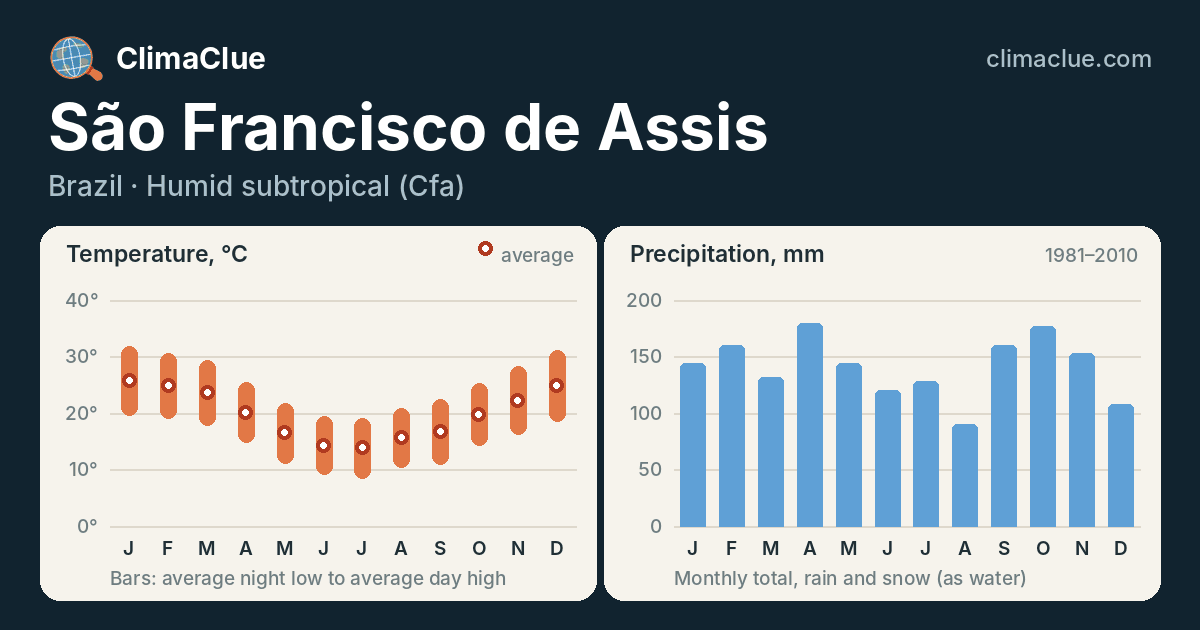 ClimaClue
climaclue.com
São Francisco de Assis
Brazil · Humid subtropical (Cfa)
Temperature, °C
average
40°
30°
20°
10°
0°
J F M A M J J A S O N D
Bars: average night low to average day high
Precipitation, mm
1981–2010
200
150
100
50
0
J F M A M J J A S O N D
Monthly total, rain and snow (as water)